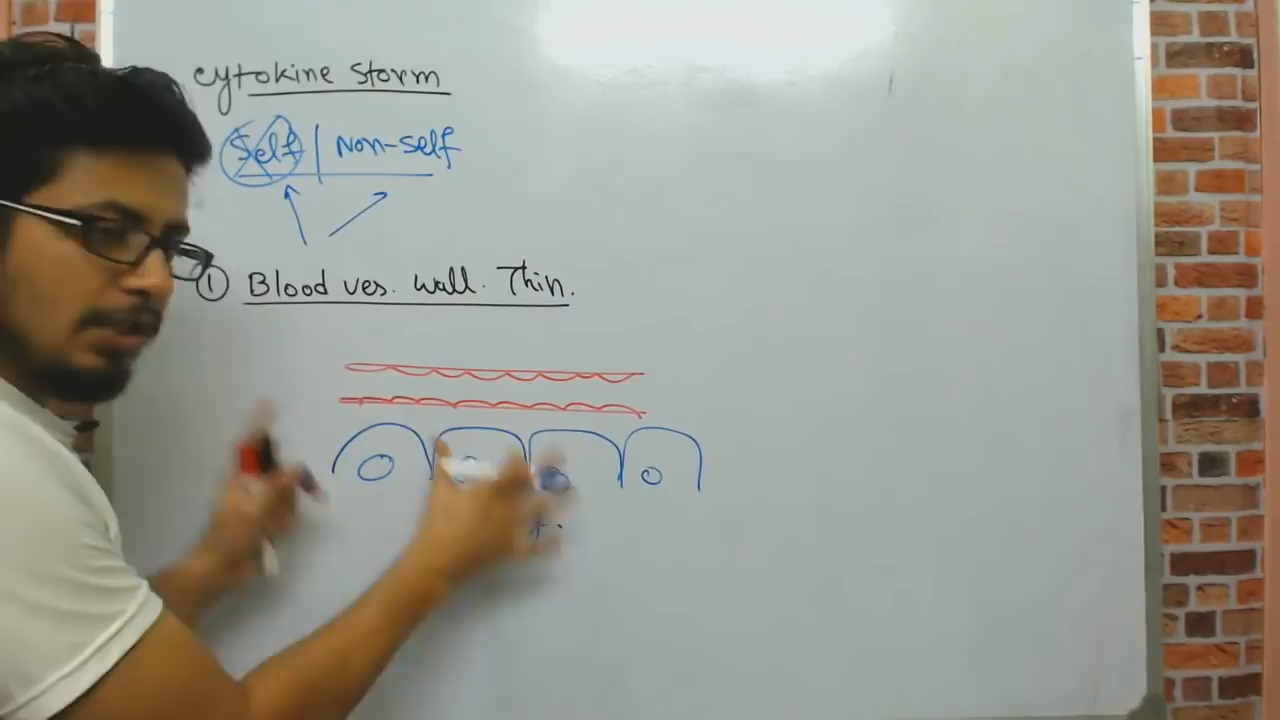 Cytokine Storm
Self | Non-self
① Blood ves. wall. Thin.